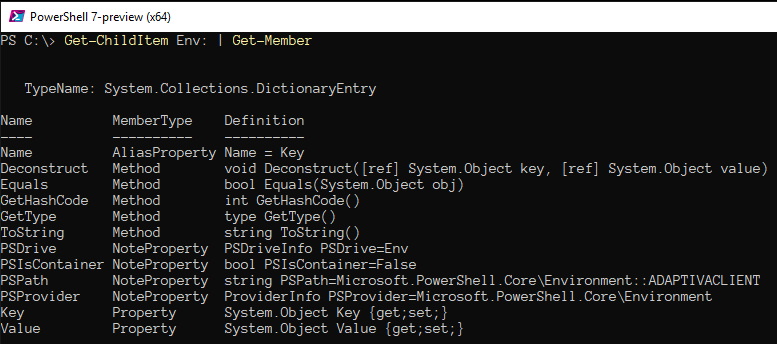 PowerShell 7-preview (x64)
PS C:\> Get-ChildItem Env: | Get-Member
TypeName: System.Collections.DictionaryEntry
Name MemberType Definition
---- ---------- ----------
Name AliasProperty Name = Key
Deconstruct Method void Deconstruct([ref] System.Object key, [ref] System.Object value)
Equals Method bool Equals(System.Object obj)
GetHashCode Method int GetHashCode()
GetType Method type GetType()
ToString Method string ToString()
PSDrive NoteProperty PSDriveInfo PSDrive=Env
PSIsContainer NoteProperty bool PSIsContainer=False
PSPath NoteProperty string PSPath=Microsoft.PowerShell.Core\Environment::ADAPTIVACLIENT
PSProvider NoteProperty ProviderInfo PSProvider=Microsoft.PowerShell.Core\Environment
Key Property System.Object Key {get;set;}
Value Property System.Object Value {get;set;}